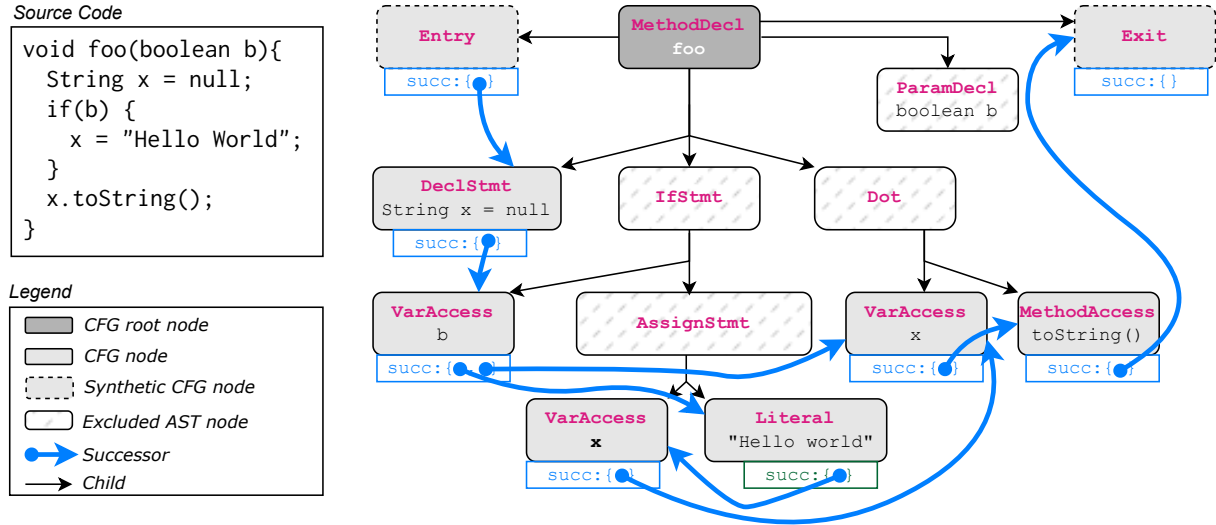 Source Code
void foo(boolean b){
  String x = null;
  if(b) {
    x = "Hello World";
  }
  x.toString();
}
Legend
CFG root node
CFG node
Synthetic CFG node
Excluded AST node
Successor
Child
Entry
succ:{ }
MethodDecl
foo
Exit
succ:{}
ParamDecl
boolean b
DeclStmt
String x = null
succ:{ }
IfStmt
Dot
VarAccess
b
succ:{ , }
AssignStmt
VarAccess
x
succ:{ }
MethodAccess
toString()
succ:{ }
VarAccess
x
succ:{ }
Literal
"Hello world"
succ:{ }